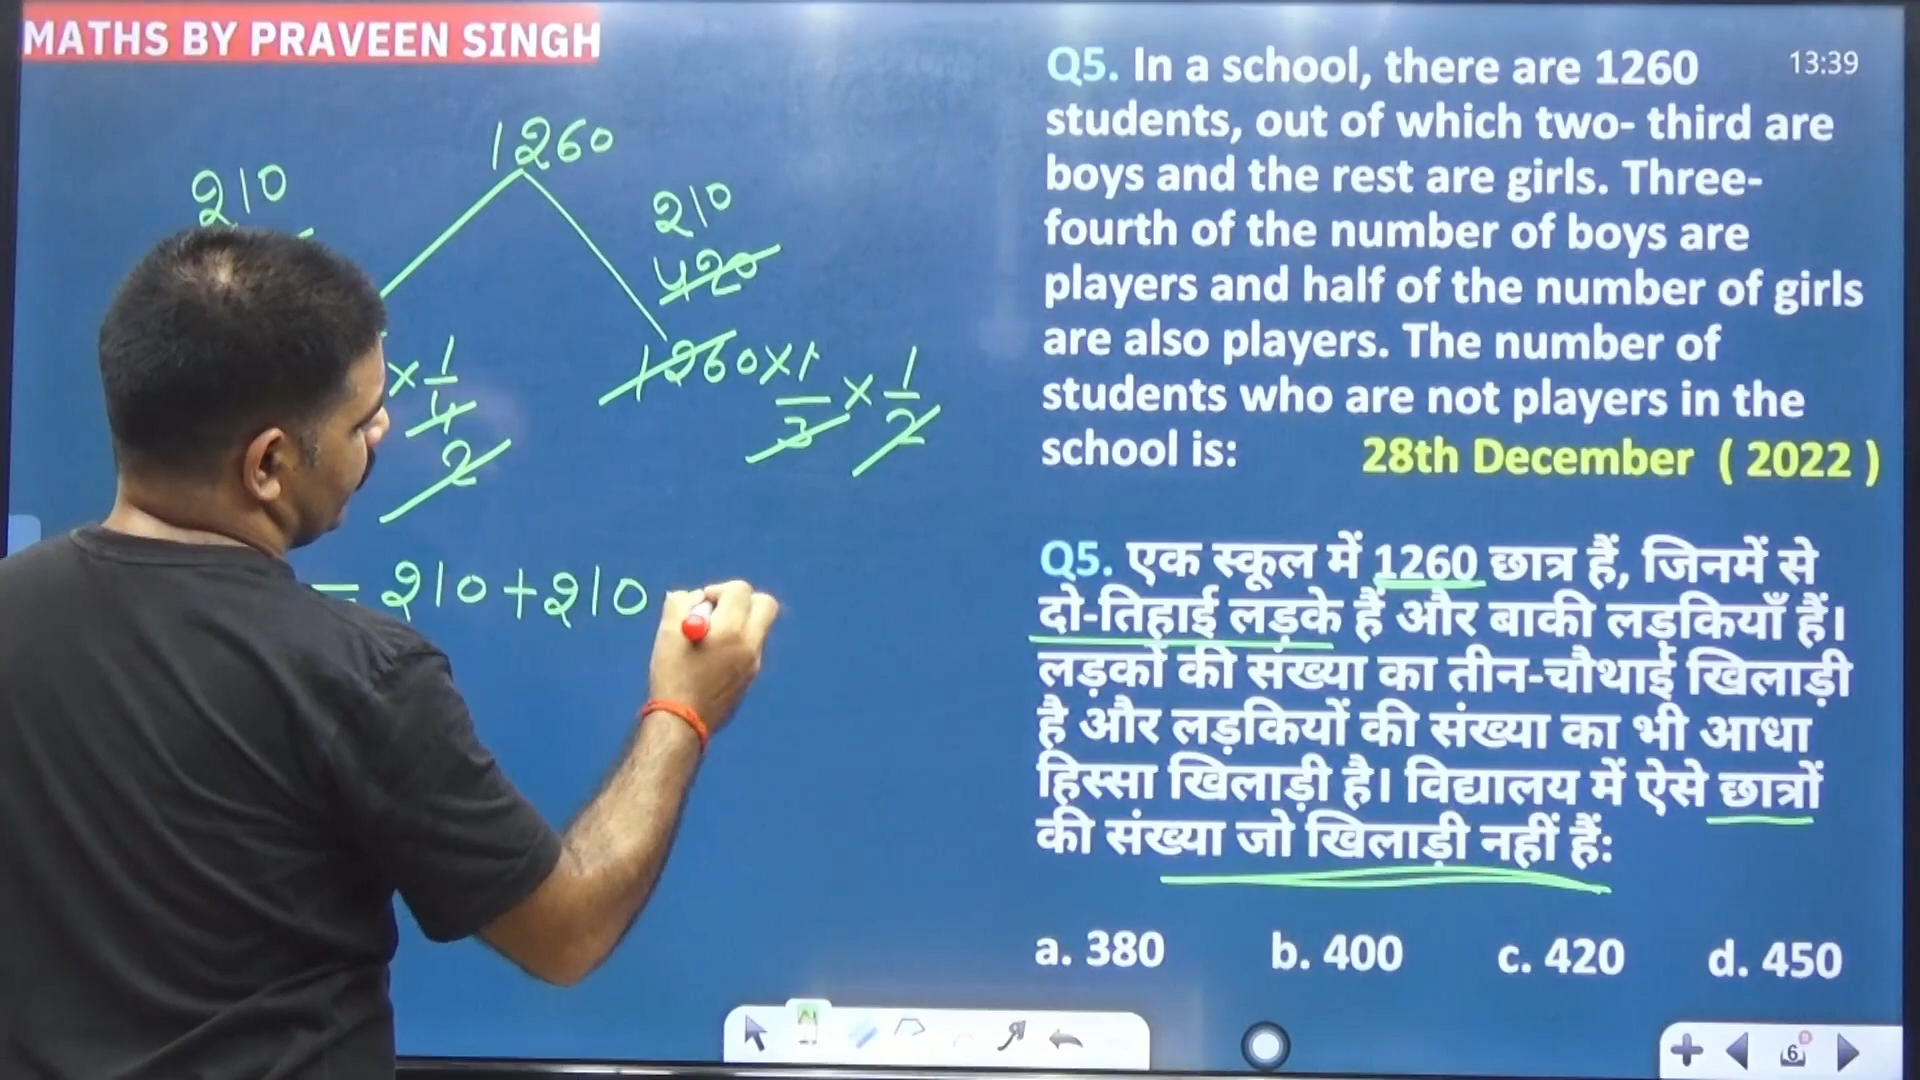 MATHS BY PRAVEEN SINGH
13:39
1260
210
210
420
× 1/4
2
1260 × 1/3 × 1/2
= 210 + 210
Q5. In a school, there are 1260
students, out of which two- third are
boys and the rest are girls. Three-
fourth of the number of boys are
players and half of the number of girls
are also players. The number of
students who are not players in the
school is: 28th December ( 2022 )
Q5. एक स्कूल में 1260 छात्र हैं, जिनमें से
दो-तिहाई लड़के हैं और बाकी लड़कियाँ हैं।
लड़कों की संख्या का तीन-चौथाई खिलाड़ी
है और लड़कियों की संख्या का भी आधा
हिस्सा खिलाड़ी है। विद्यालय में ऐसे छात्रों
की संख्या जो खिलाड़ी नहीं हैं:
a. 380 b. 400 c. 420 d. 450
6